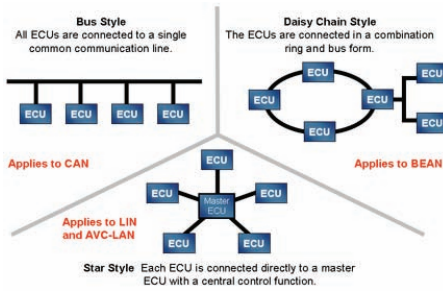 Bus Style
All ECUs are connected to a single
common communication line.
ECU
ECU
ECU
ECU
Applies to CAN
Daisy Chain Style
The ECUs are connected in a combination
ring and bus form.
ECU
ECU
ECU
ECU
ECU
ECU
Applies to BEAN
ECU
ECU
ECU
Master
ECU
ECU
ECU
Applies to LIN
and AVC-LAN
Star Style Each ECU is connected directly to a master
ECU with a central control function.